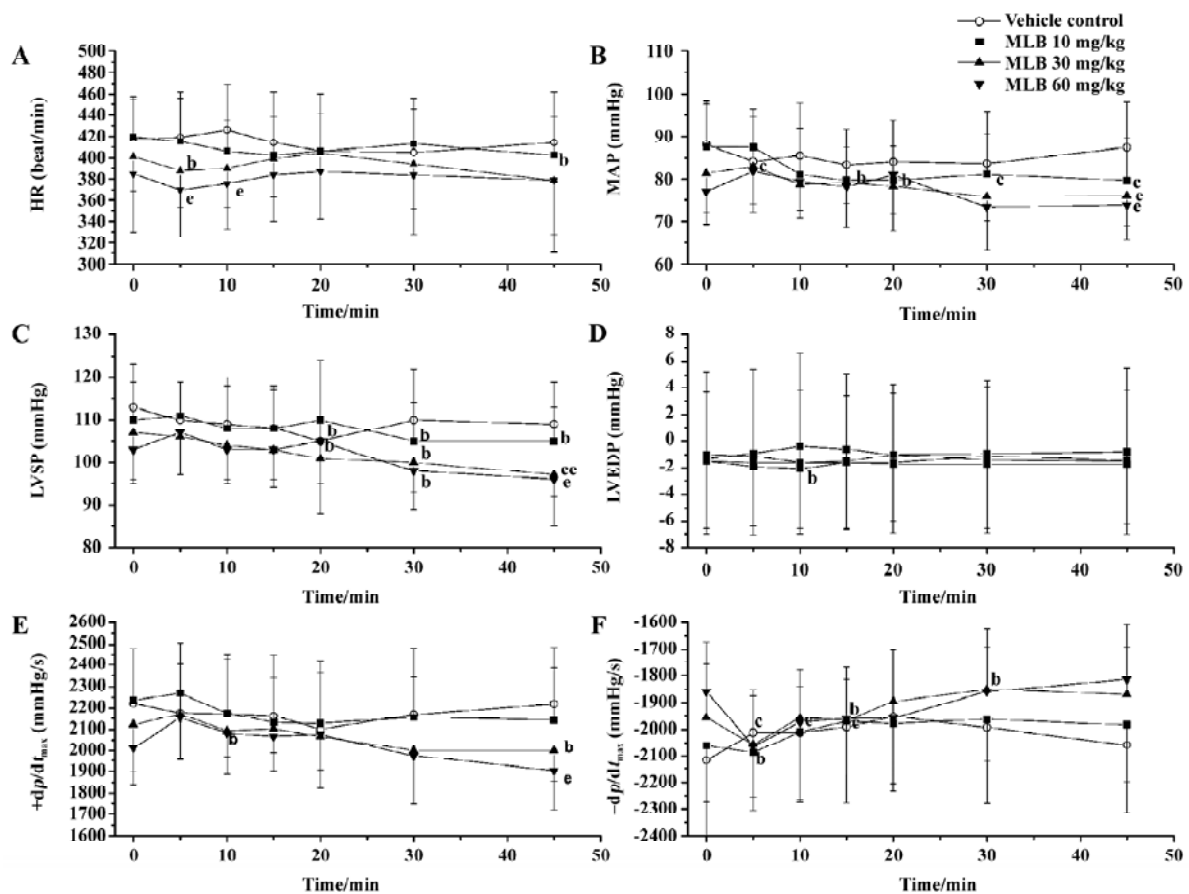 Vehicle control
MLB 10 mg/kg
MLB 30 mg/kg
MLB 60 mg/kg
A
HR (beat/min)
500
480
460
440
420
400
380
360
340
320
300
b
e
e
b
0 10 20 30 40 50
Time/min
B
MAP (mmHg)
110
100
90
80
70
60
c
b
b
c
c
e
0 10 20 30 40 50
Time/min
C
LVSP (mmHg)
130
120
110
100
90
80
b
b
b
b
b
b
ce
e
0 10 20 30 40 50
Time/min
D
LVEDP (mmHg)
8
6
4
2
0
-2
-4
-6
-8
b
0 10 20 30 40 50
Time/min
E
+dp/dtmax (mmHg/s)
2600
2500
2400
2300
2200
2100
2000
1900
1800
1700
1600
b
b
e
0 10 20 30 40 50
Time/min
F
-dp/dtmax (mmHg/s)
-1600
-1700
-1800
-1900
-2000
-2100
-2200
-2300
-2400
c
b
b
b
0 10 20 30 40 50
Time/min